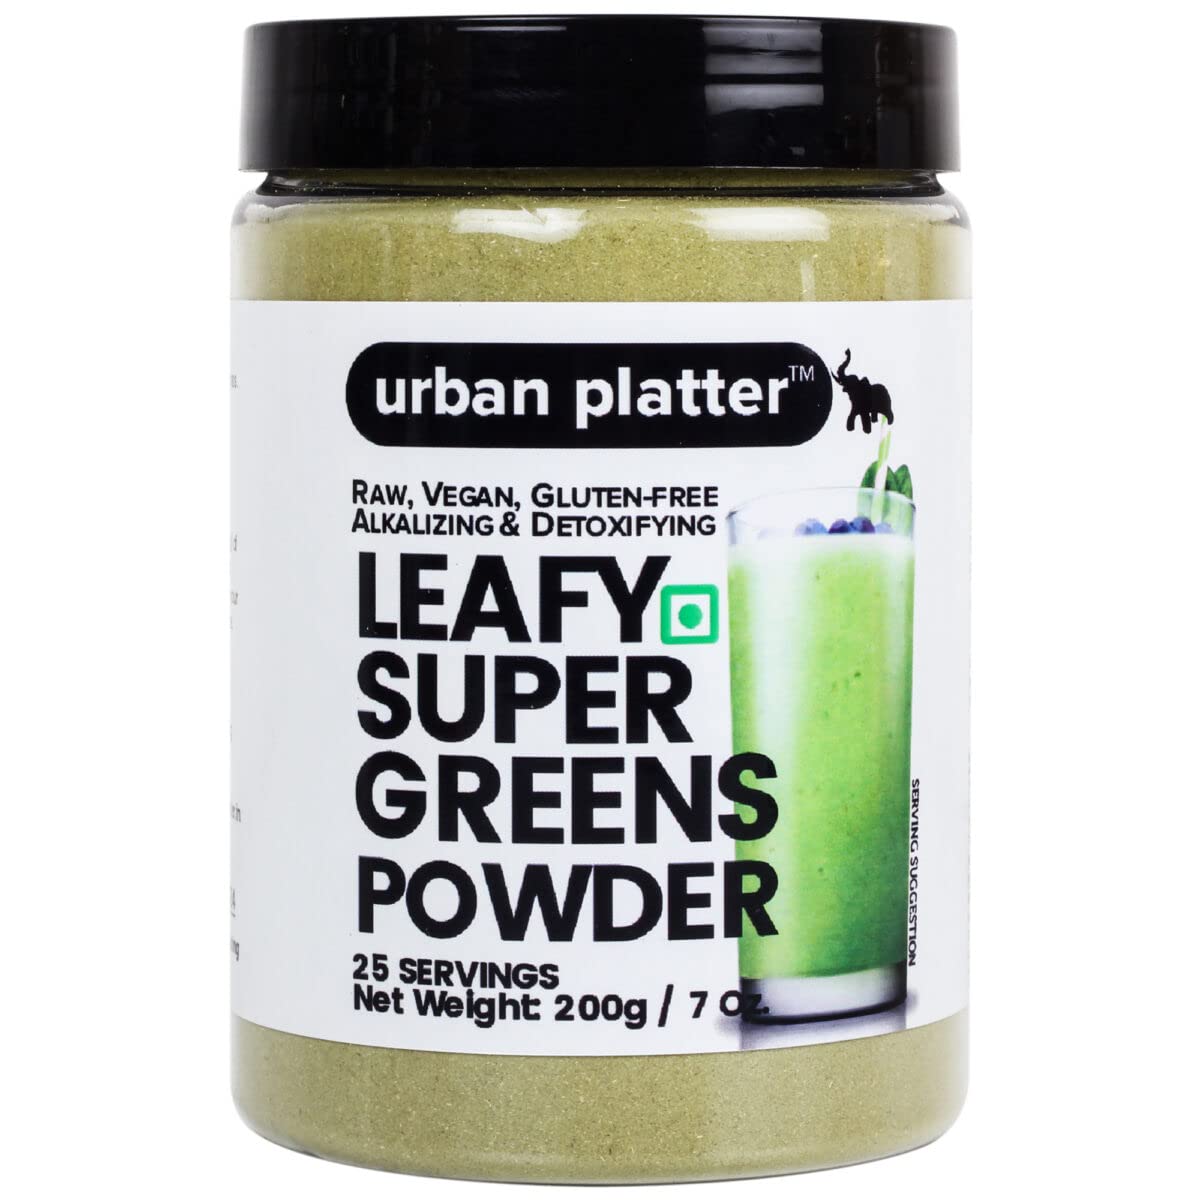 urban platter™
RAW, VEGAN, GLUTEN-FREE
ALKALIZING & DETOXIFYING
LEAFY
SUPER
GREENS
POWDER
25 SERVINGS
Net Weight: 200g / 7 Oz.
SERVING SUGGESTION